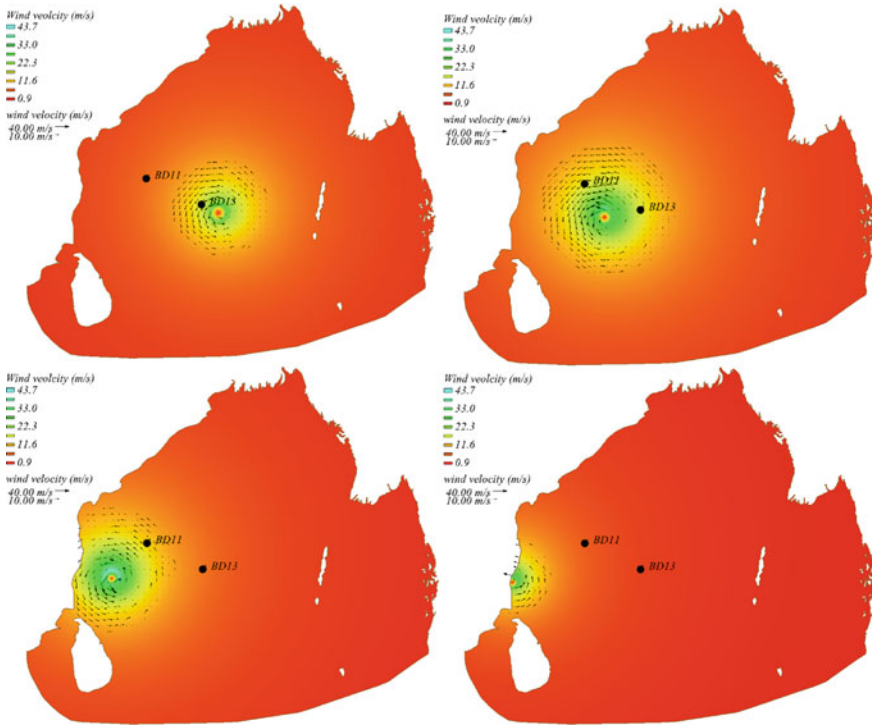 Wind veolcity (m/s)
43.7
33.0
22.3
11.6
0.9
wind velocity (m/s)
40.00 m/s
10.00 m/s
BD11
BD13
Wind veolcity (m/s)
43.7
33.0
22.3
11.6
0.9
wind velocity (m/s)
40.00 m/s
10.00 m/s
BD11
BD13
Wind veolcity (m/s)
43.7
33.0
22.3
11.6
0.9
wind velocity (m/s)
40.00 m/s
10.00 m/s
BD11
BD13
Wind veolcity (m/s)
43.7
33.0
22.3
11.6
0.9
wind velocity (m/s)
40.00 m/s
10.00 m/s
BD11
BD13